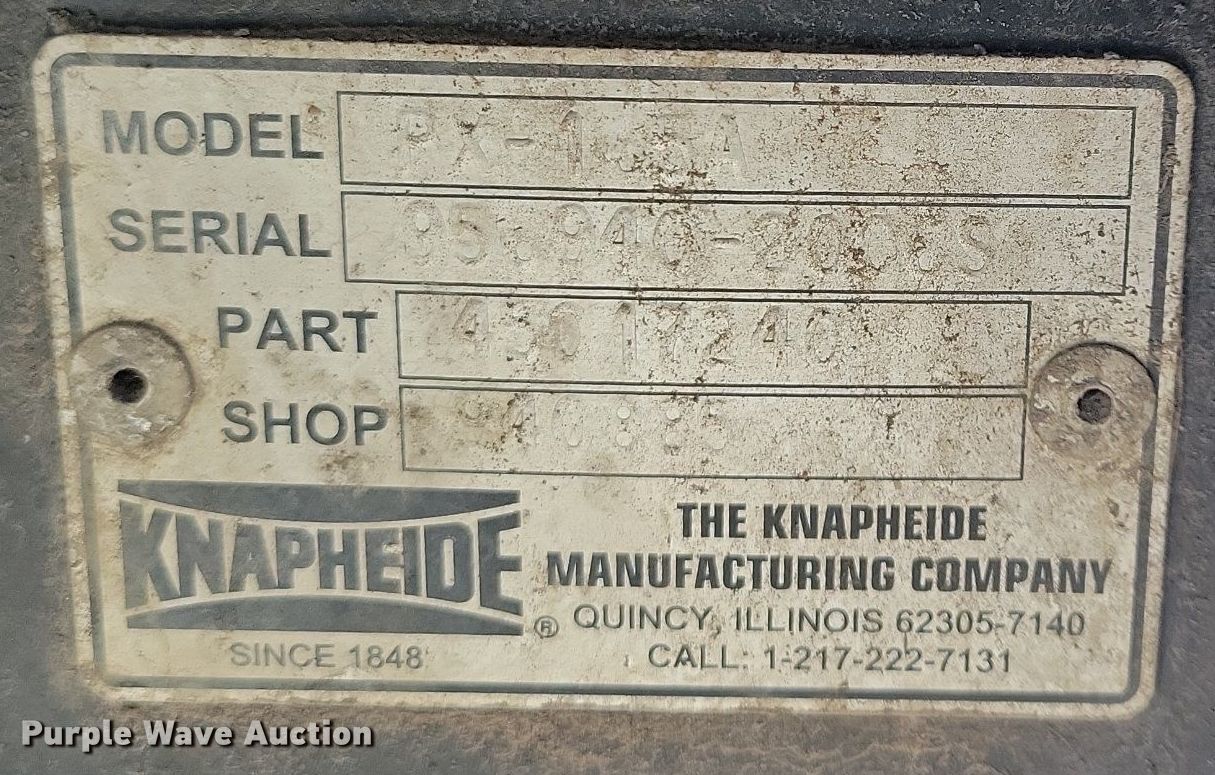 MODEL
SERIAL
PART
SHOP
KNAPHEIDE
®
SINCE 1848
THE KNAPHEIDE
MANUFACTURING COMPANY
QUINCY, ILLINOIS 62305-7140
CALL: 1-217-222-7131
Purple Wave Auction